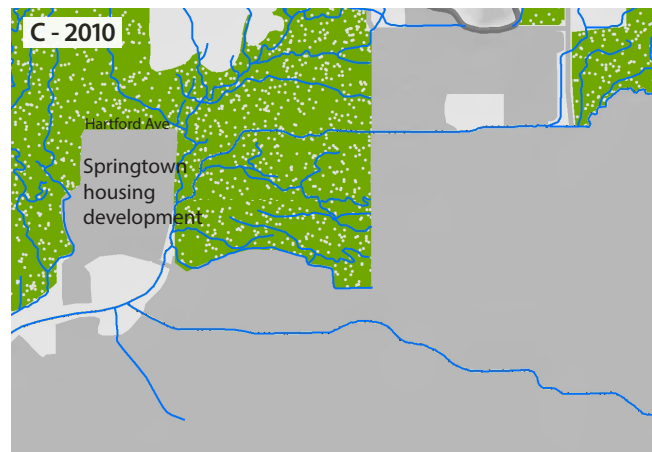 C - 2010
Hartford Ave
Springtown
housing
development